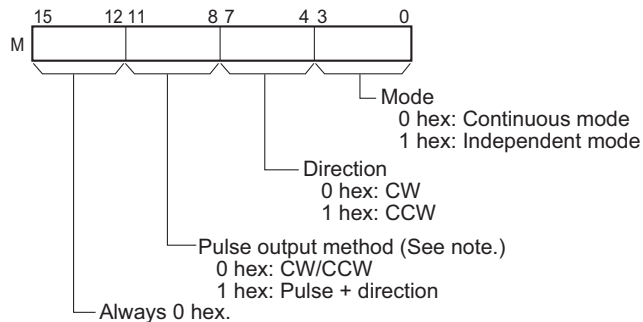 15 12 11 8 7 4 3 0
M
Mode
0 hex: Continuous mode
1 hex: Independent mode
Direction
0 hex: CW
1 hex: CCW
Pulse output method (See note.)
0 hex: CW/CCW
1 hex: Pulse + direction
Always 0 hex.